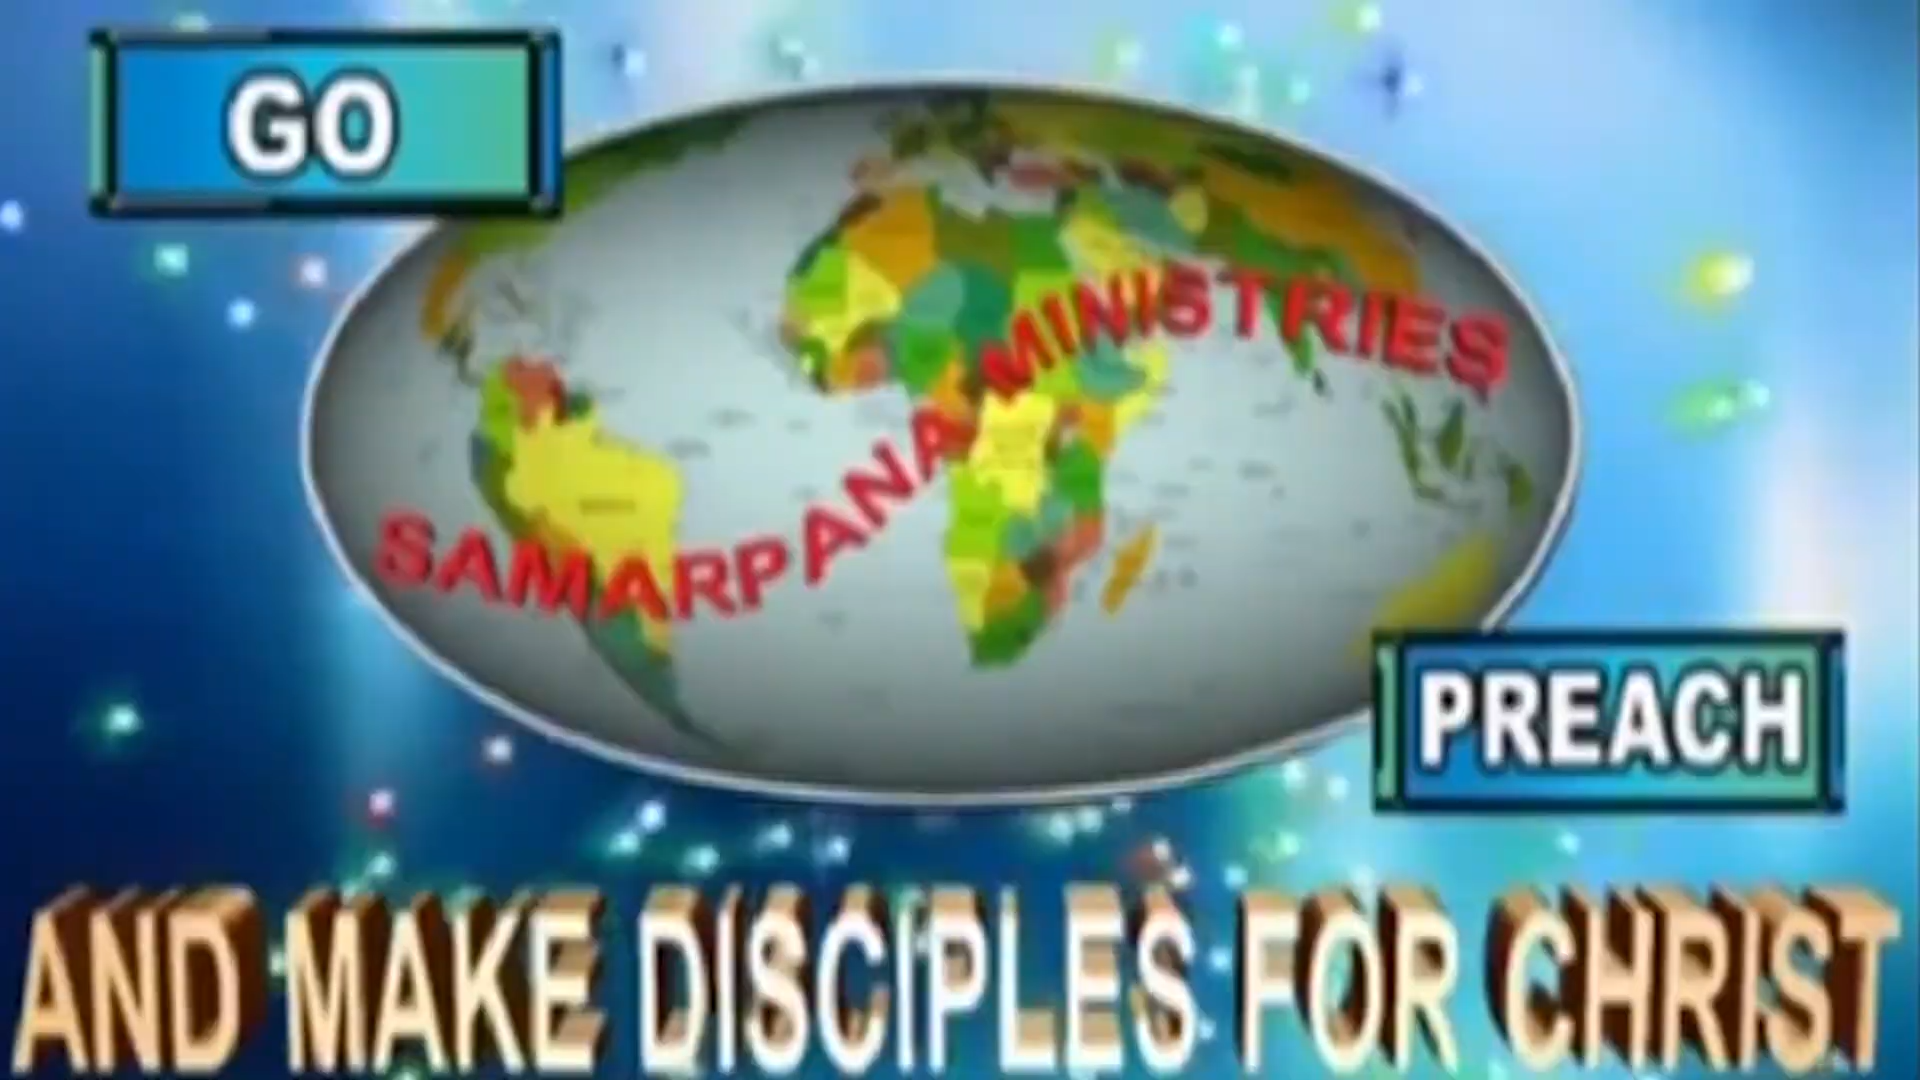 GO
SAMARPANA MINISTRIES
PREACH
AND MAKE DISCIPLES FOR CHRIST